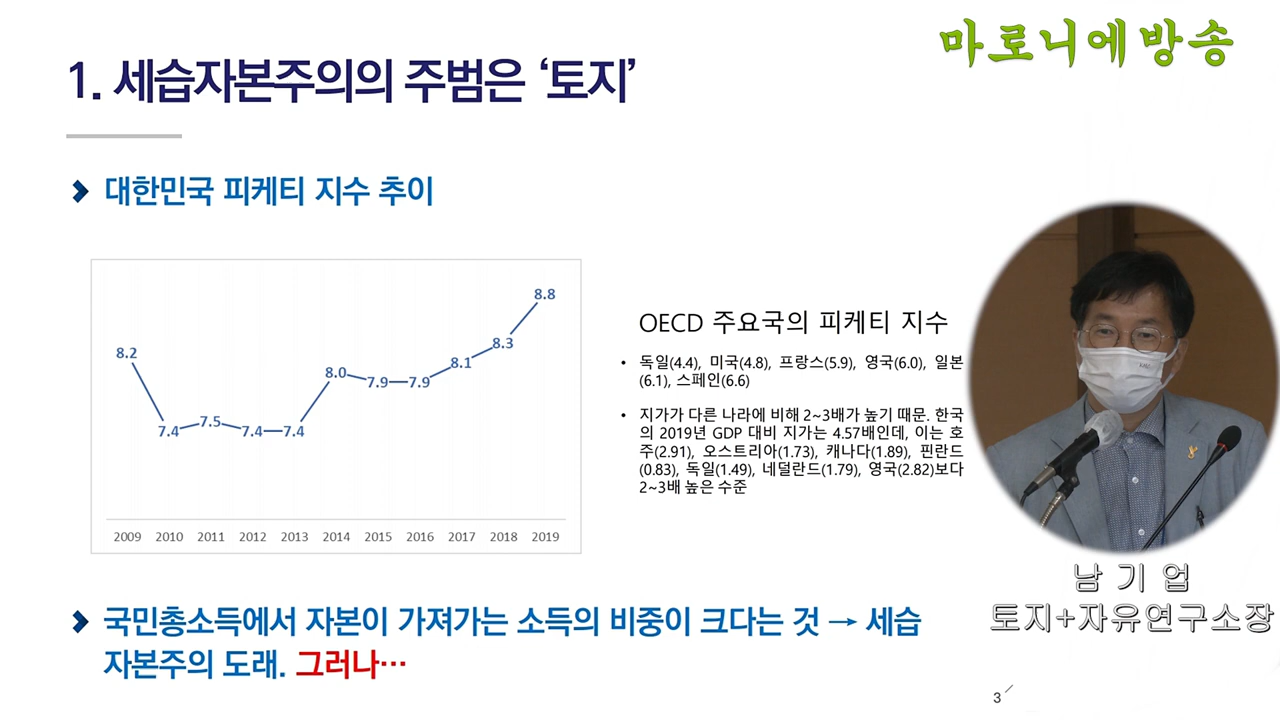 마로니에방송
1. 세습자본주의의 주범은 ‘토지’
대한민국 피케티 지수 추이
8.2
7.4
7.5
7.4
7.4
8.0
7.9
7.9
8.1
8.3
8.8
2009 2010 2011 2012 2013 2014 2015 2016 2017 2018 2019
OECD 주요국의 피케티 지수
• 독일(4.4), 미국(4.8), 프랑스(5.9), 영국(6.0), 일본
(6.1), 스페인(6.6)
• 지가가 다른 나라에 비해 2~3배가 높기 때문. 한국
의 2019년 GDP 대비 지가는 4.57배인데, 이는 호
주(2.91), 오스트리아(1.73), 캐나다(1.89), 핀란드
(0.83), 독일(1.49), 네덜란드(1.79), 영국(2.82)보다
2~3배 높은 수준
남 기 업
토지+자유연구소장
국민총소득에서 자본이 가져가는 소득의 비중이 크다는 것 → 세습
자본주의 도래. 그러나…
3